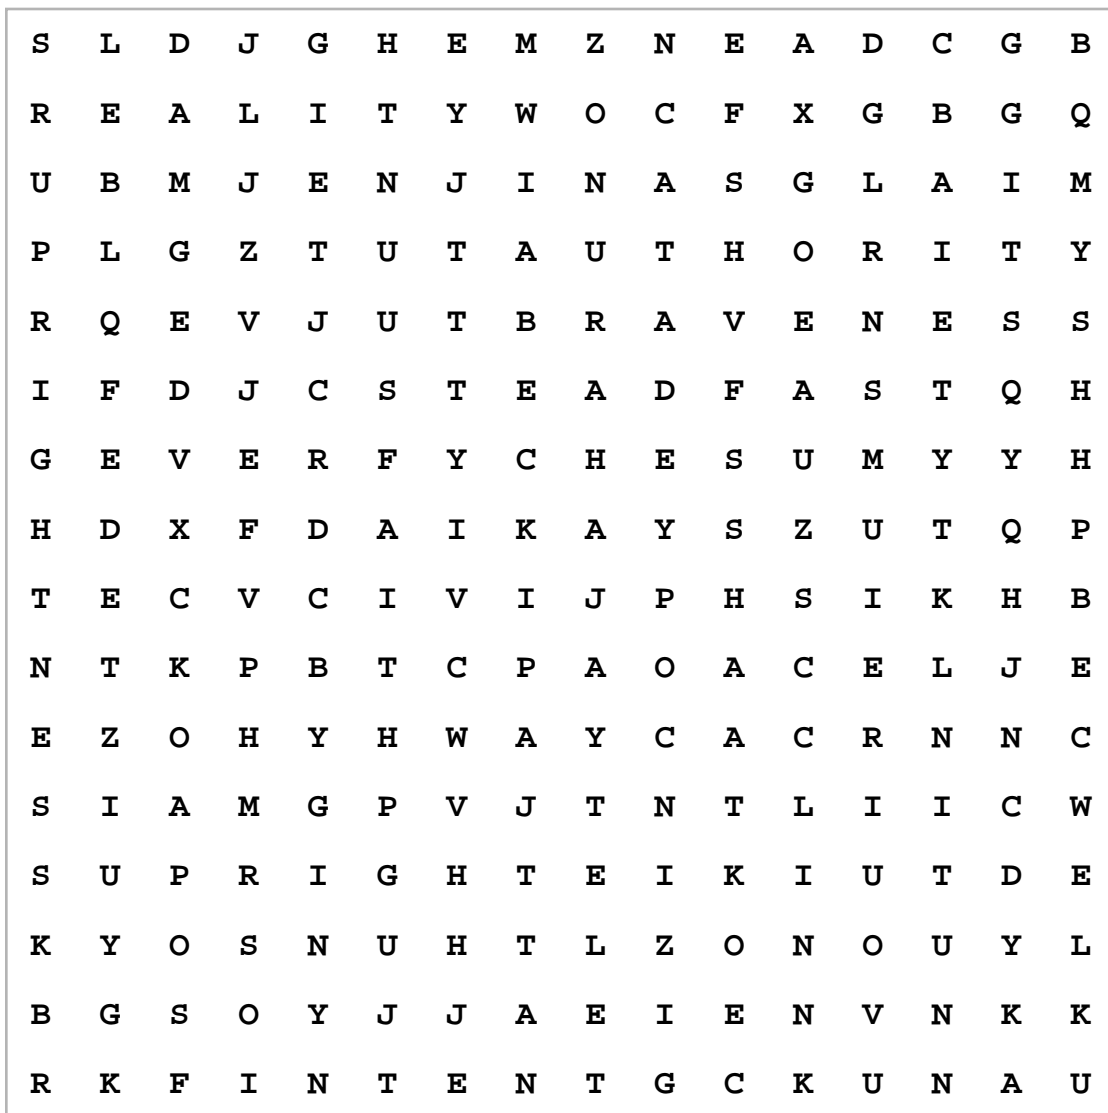 S L D J G H E M Z N E A D C G B
R E A L I T Y W O C F X G B G Q
U B M J E N J I N A S G L A I M
P L G Z T U T A U T H O R I T Y
R Q E V J U T B R A V E N E S S
I F D J C S T E A D F A S T Q H
G E V E R F Y C H E S U M Y Y H
H D X F D A I K A Y S Z U T Q P
T E C V C I V I J P H S I K H B
N T K P B T C P A O A C E L J E
E Z O H Y H W A Y C A C R N N C
S I A M G P V J T N T L I I C W
S U P R I G H T E I K I U T D E
K Y O S N U H T L Z O N O U Y L
B G S O Y J J A E I E N V N K K
R K F I N T E N T G C K U N A U